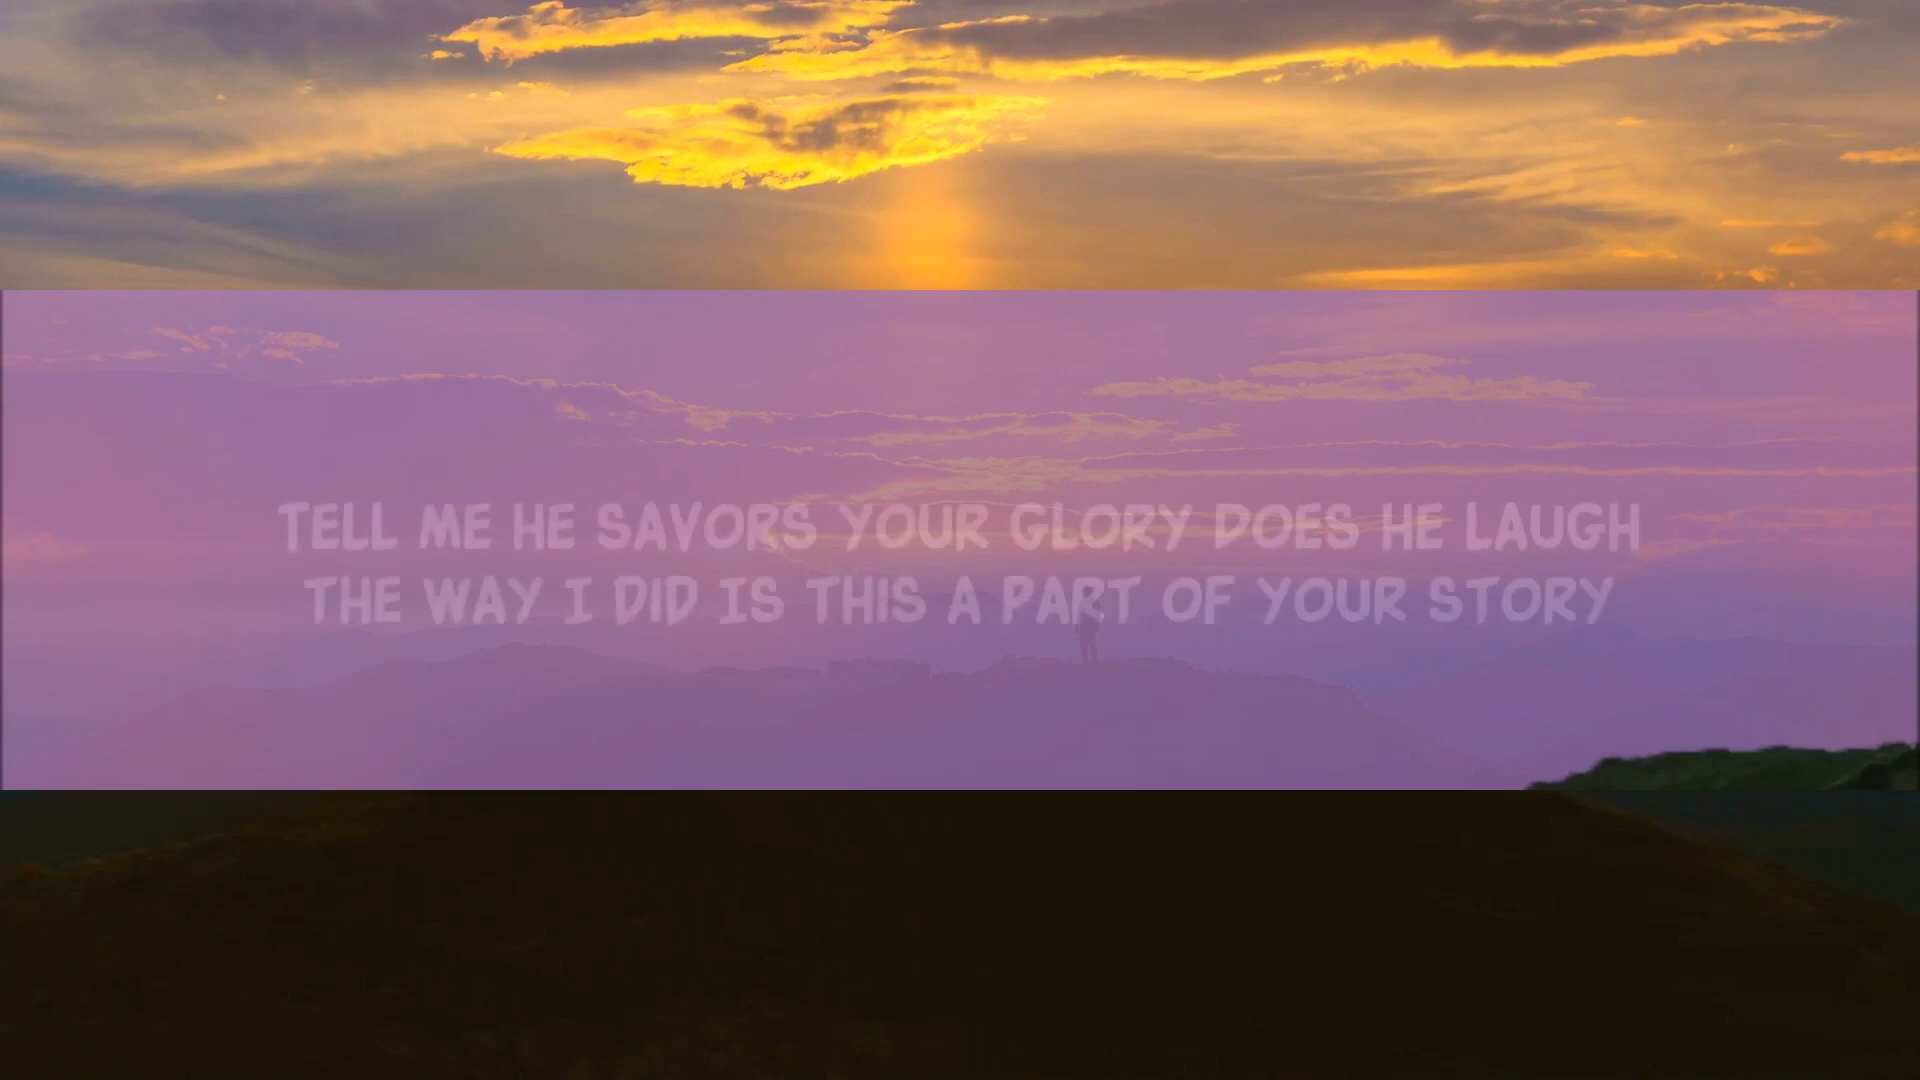 TELL ME HE SAVORS YOUR GLORY DOES HE LAUGH
THE WAY I DID IS THIS A PART OF YOUR STORY